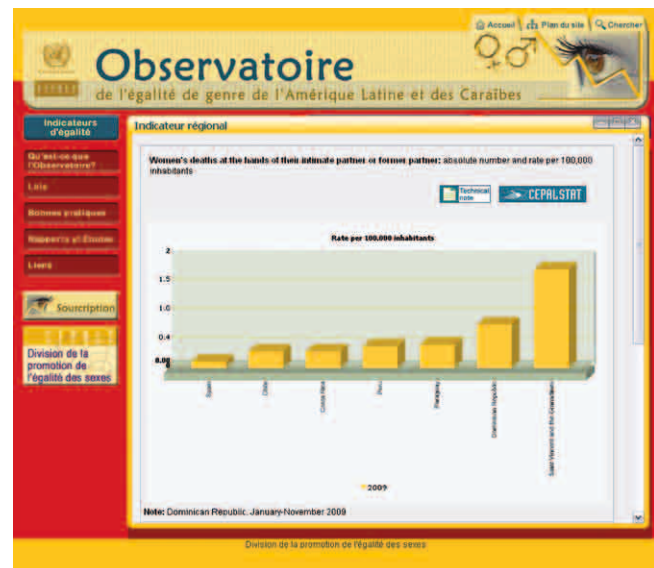 Accueil
Plan du site
Chercher
Observatoire
de l'égalité de genre de l'Amérique Latine et des Caraïbes
Indicateurs
d'égalité
Qu'est-ce que
l'Observatoire?
Lois
Bonnes pratiques
Rapports et Études
Liens
Souscription
Division de la
promotion de
l'égalité des sexes
Indicateur régional
Women's deaths at the hands of their intimate partner or former partner: absolute number and rate per 100,000
inhabitants
Technical
note
CEPALSTAT
Rate per 100,000 inhabitants
2
1.5
1.0
0.4
0
Spain
Chile
Costa Rica
Peru
Paraguay
Dominican Republic
Saint Vincent and the Grenadines
2009
Note: Dominican Republic. January-November 2009
Division de la promotion de l'égalité des sexes